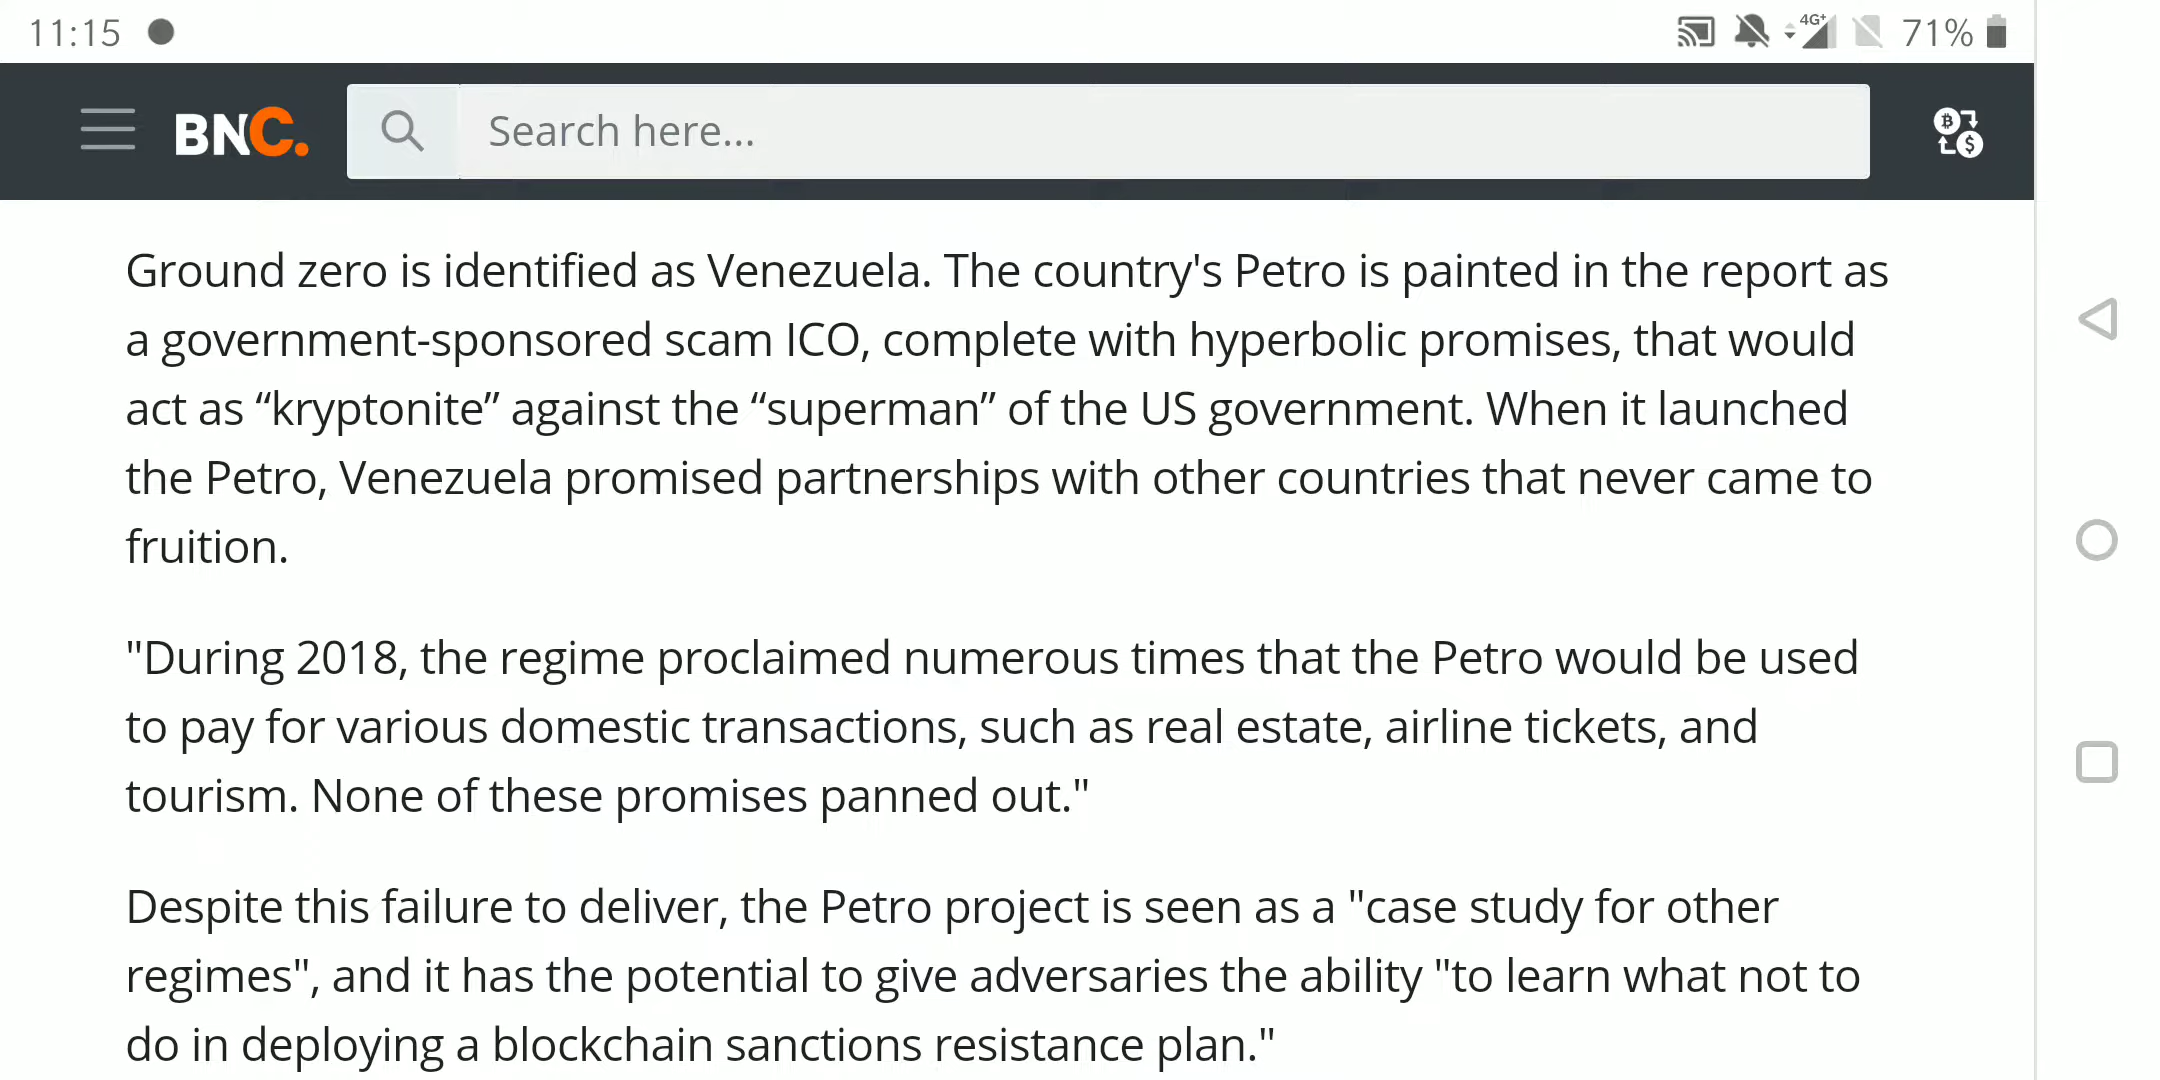 11:15
4G+
71%
BNC.
Search here...
Ground zero is identified as Venezuela. The country's Petro is painted in the report as
a government-sponsored scam ICO, complete with hyperbolic promises, that would
act as “kryptonite” against the “superman” of the US government. When it launched
the Petro, Venezuela promised partnerships with other countries that never came to
fruition.
"During 2018, the regime proclaimed numerous times that the Petro would be used
to pay for various domestic transactions, such as real estate, airline tickets, and
tourism. None of these promises panned out."
Despite this failure to deliver, the Petro project is seen as a "case study for other
regimes", and it has the potential to give adversaries the ability "to learn what not to
do in deploying a blockchain sanctions resistance plan."